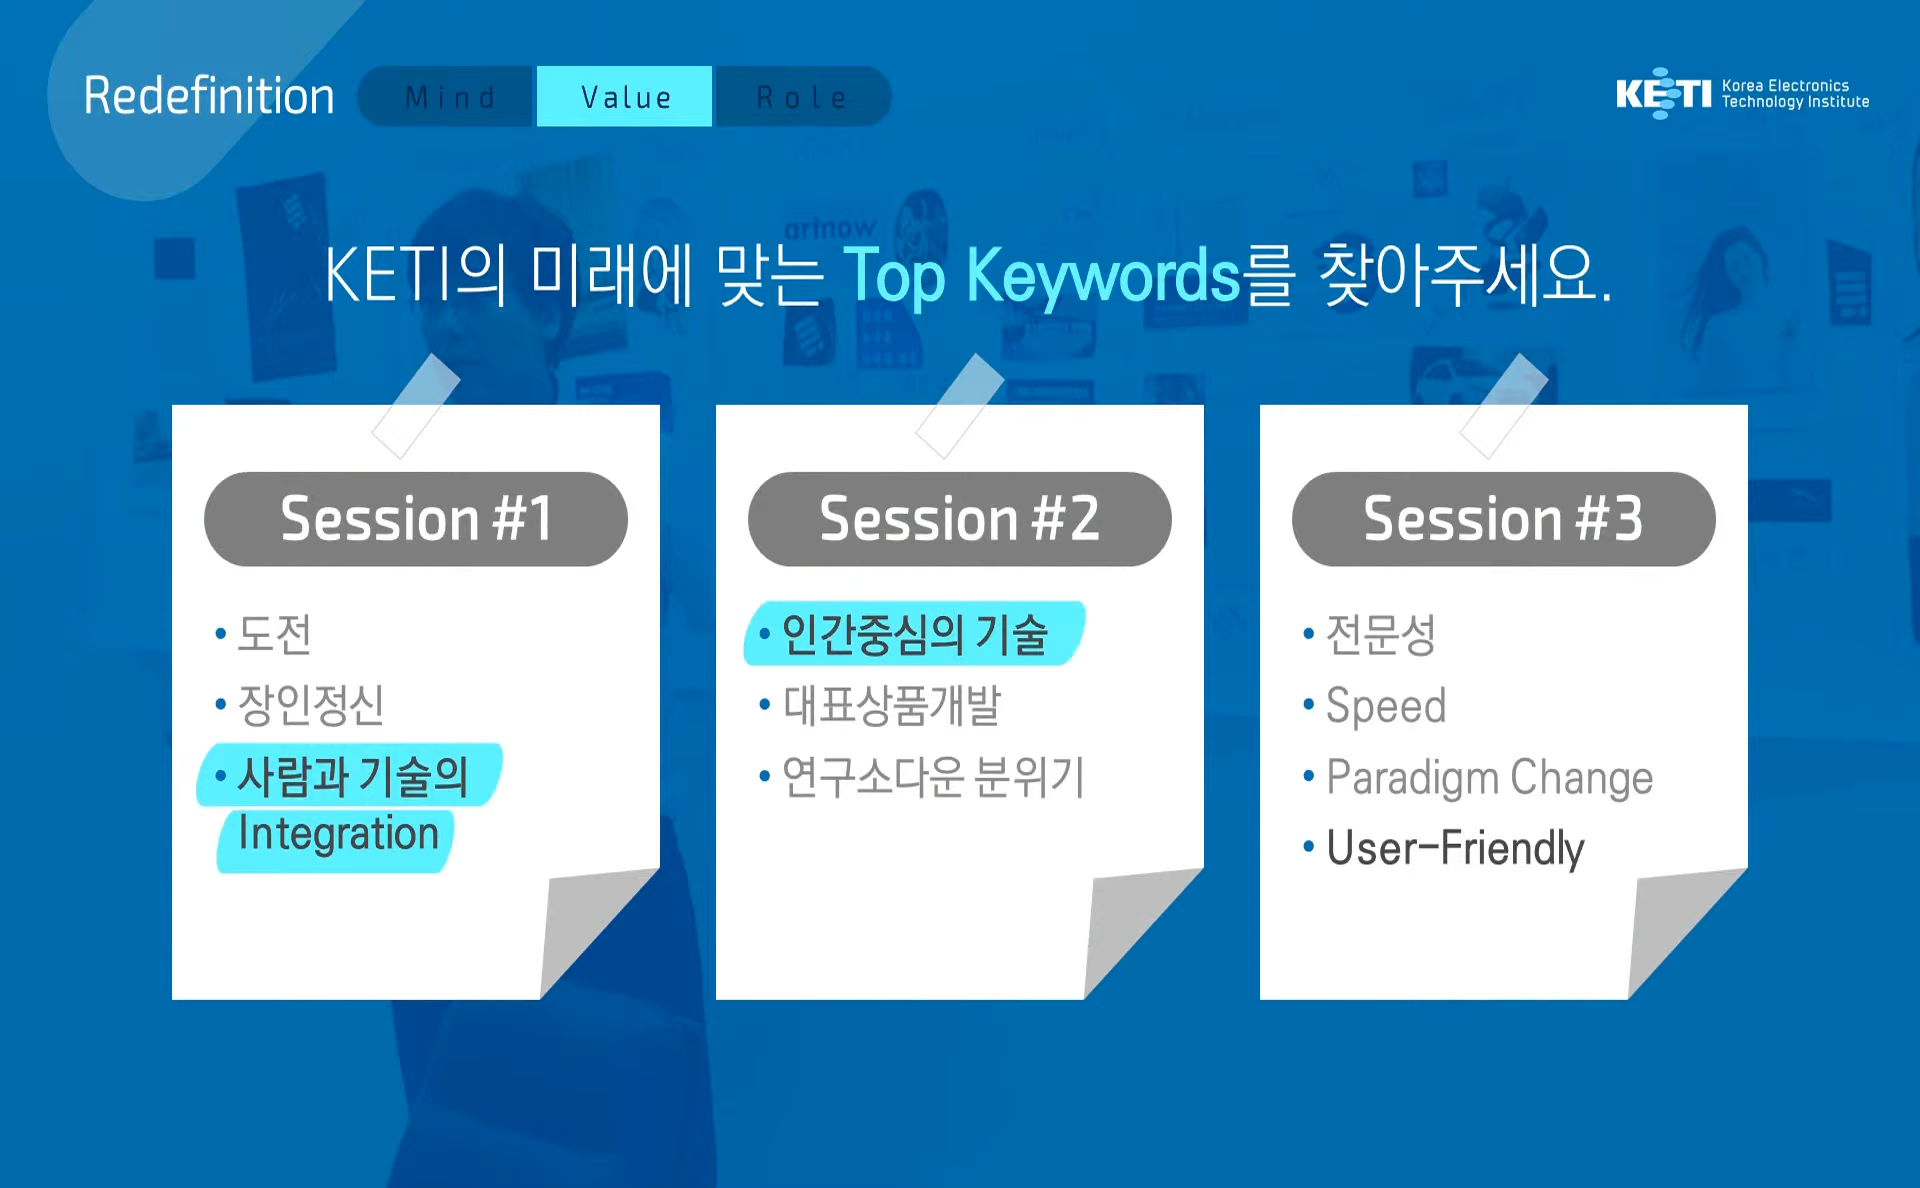 Redefinition
Mind
Value
Role
KETI
Korea Electronics
Technology Institute
artnow
KETI의 미래에 맞는 Top Keywords를 찾아주세요.
Session #1
• 도전
• 장인정신
• 사람과 기술의
Integration
Session #2
• 인간중심의 기술
• 대표상품개발
• 연구소다운 분위기
Session #3
• 전문성
• Speed
• Paradigm Change
• User-Friendly